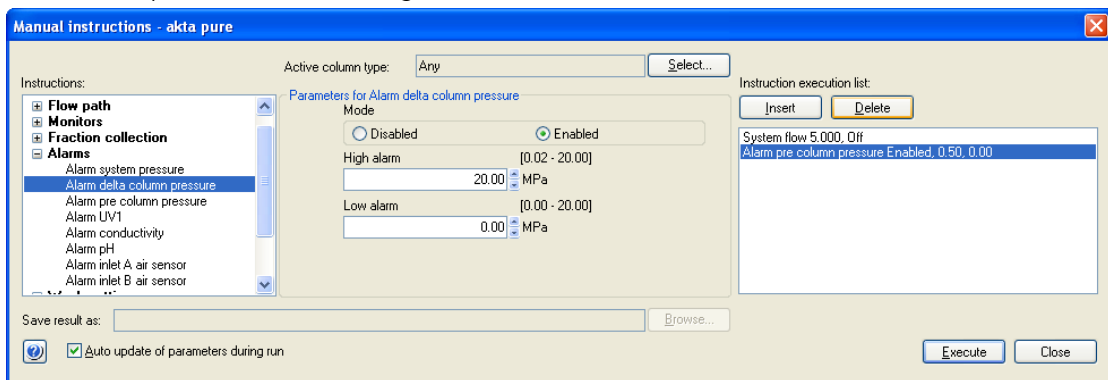 Manual instructions - akta pure
Active column type: Any Select...
Instructions:
Flow path
Monitors
Fraction collection
Alarms
Alarm system pressure
Alarm delta column pressure
Alarm pre column pressure
Alarm UV1
Alarm conductivity
Alarm pH
Alarm inlet A air sensor
Alarm inlet B air sensor
Parameters for Alarm delta column pressure
Mode
Disabled Enabled
High alarm [0.02 - 20.00]
20.00 MPa
Low alarm [0.00 - 20.00]
0.00 MPa
Instruction execution list:
Insert Delete
System flow 5.000, Off
Alarm pre column pressure Enabled, 0.50, 0.00
Save result as: Browse...
Auto update of parameters during run
Execute Close